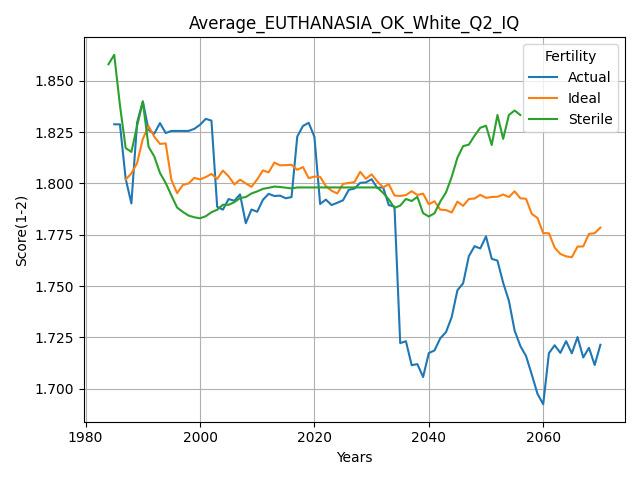 Average_EUTHANASIA_OK_White_Q2_IQ
Fertility
Actual
Ideal
Sterile
Score(1-2)
1.850
1.825
1.800
1.775
1.750
1.725
1.700
1980 2000 2020 2040 2060
Years